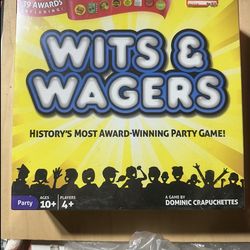 19 AWARDS
INCLUDING:
WITS &
WAGERS
HISTORY'S MOST AWARD-WINNING PARTY GAME!
Party
AGES
10+
PLAYERS
4+
A GAME BY
DOMINIC CRAPUCHETTES